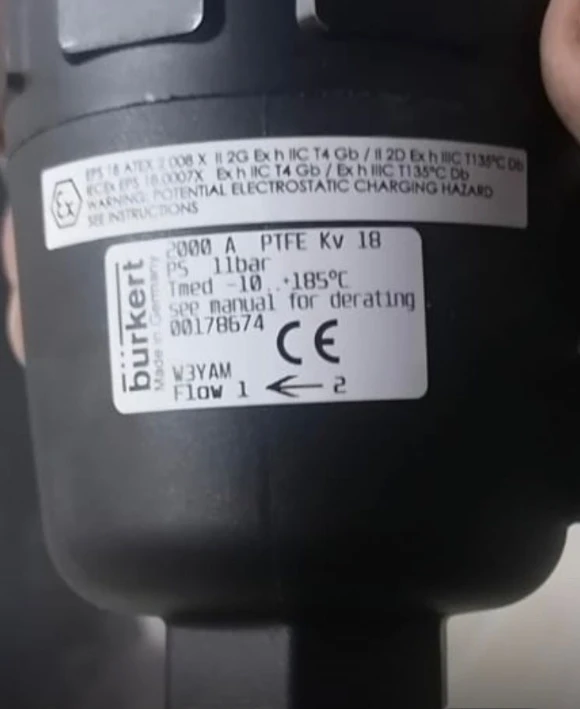 EPS 18 ATEX 2 008 X II 2G Ex h IIC T4 Gb / II 2D Ex h IIIC T135°C Db
IECEx EPS 18.0007X Ex h IIC T4 Gb / Ex h IIIC T135°C Db
WARNING: POTENTIAL ELECTROSTATIC CHARGING HAZARD
SEE INSTRUCTIONS
Ex
bürkert
Made in Germany
2000 A PTFE Kv 18
PS 11bar
Tmed -10..+185°C
see manual for derating
00178674
CE
W3YAM
Flow 1 ← 2